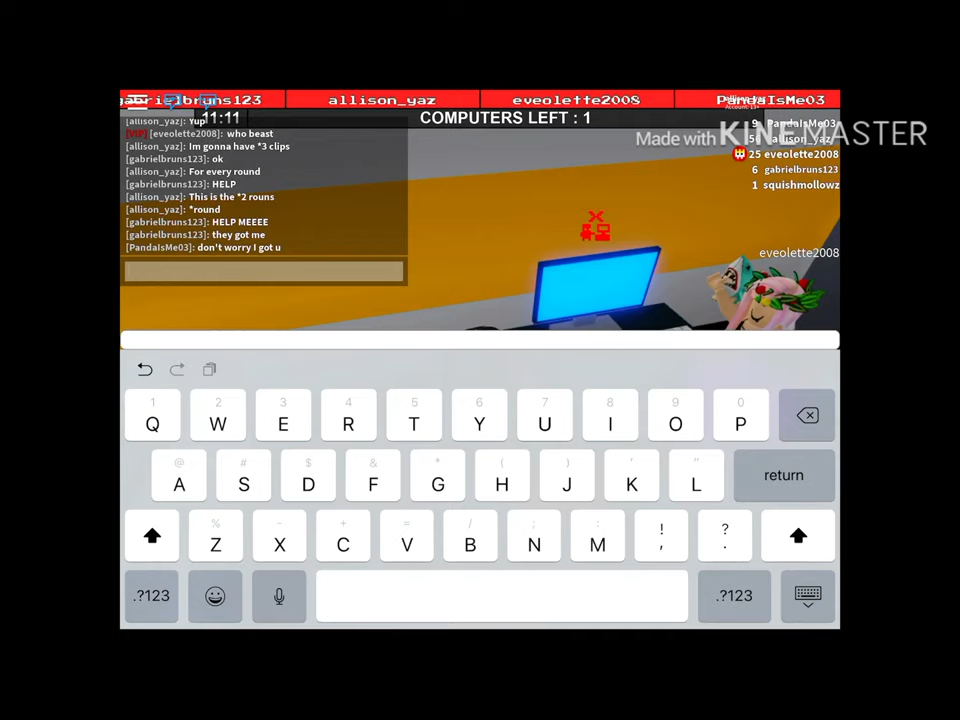 gabrielbruns123 allison_yaz eveolette2008 PandaIsMe03
11:11 COMPUTERS LEFT : 1
Made with KINEMASTER
[allison_yaz]: Yup
[VIP] [eveolette2008]: who beast
[allison_yaz]: Im gonna have *3 clips
[gabrielbruns123]: ok
[allison_yaz]: For every round
[gabrielbruns123]: HELP
[allison_yaz]: This is the *2 rouns
[allison_yaz]: *round
[gabrielbruns123]: HELP MEEEE
[gabrielbruns123]: they got me
[PandaIsMe03]: don't worry I got u
9 PandaIsMe03
56 allison_yaz
25 eveolette2008
6 gabrielbruns123
1 squishmollowz
eveolette2008
1 2 3 4 5 6 7 8 9 0
Q W E R T Y U I O P
@ # $ & * ( ) ' "
A S D F G H J K L return
% - + = / ; : ! ?
Z X C V B N M , .
.?123 .?123